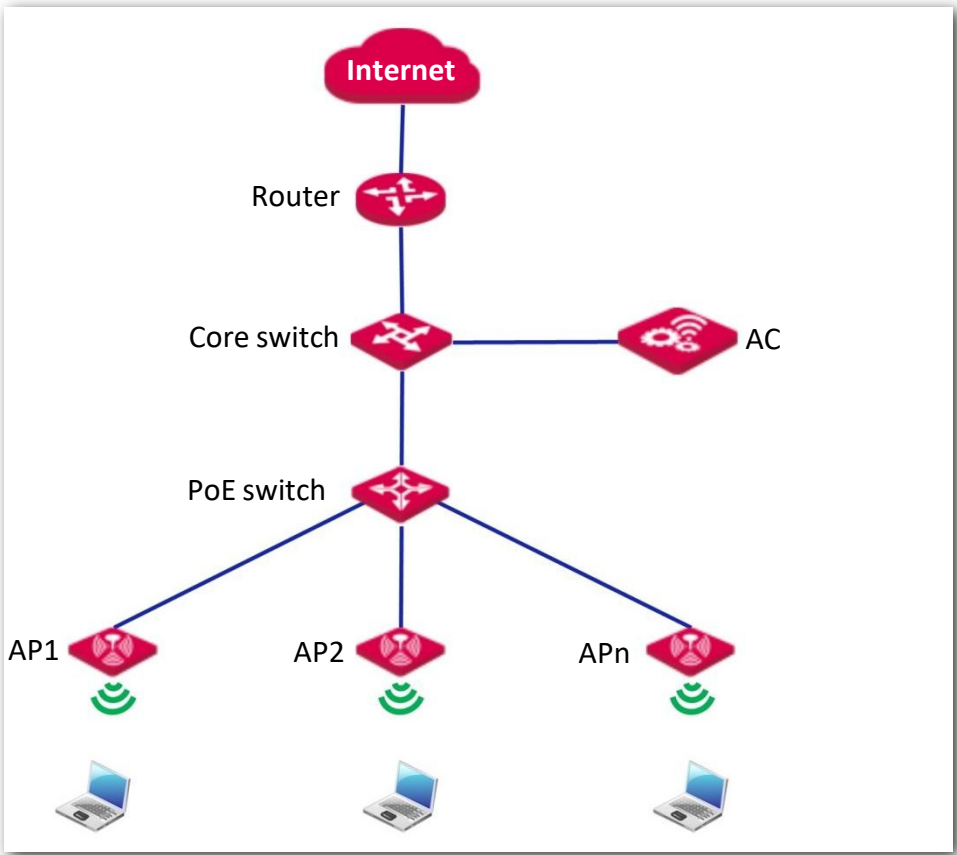 Internet
Router
Core switch
AC
PoE switch
AP1
AP2
APn